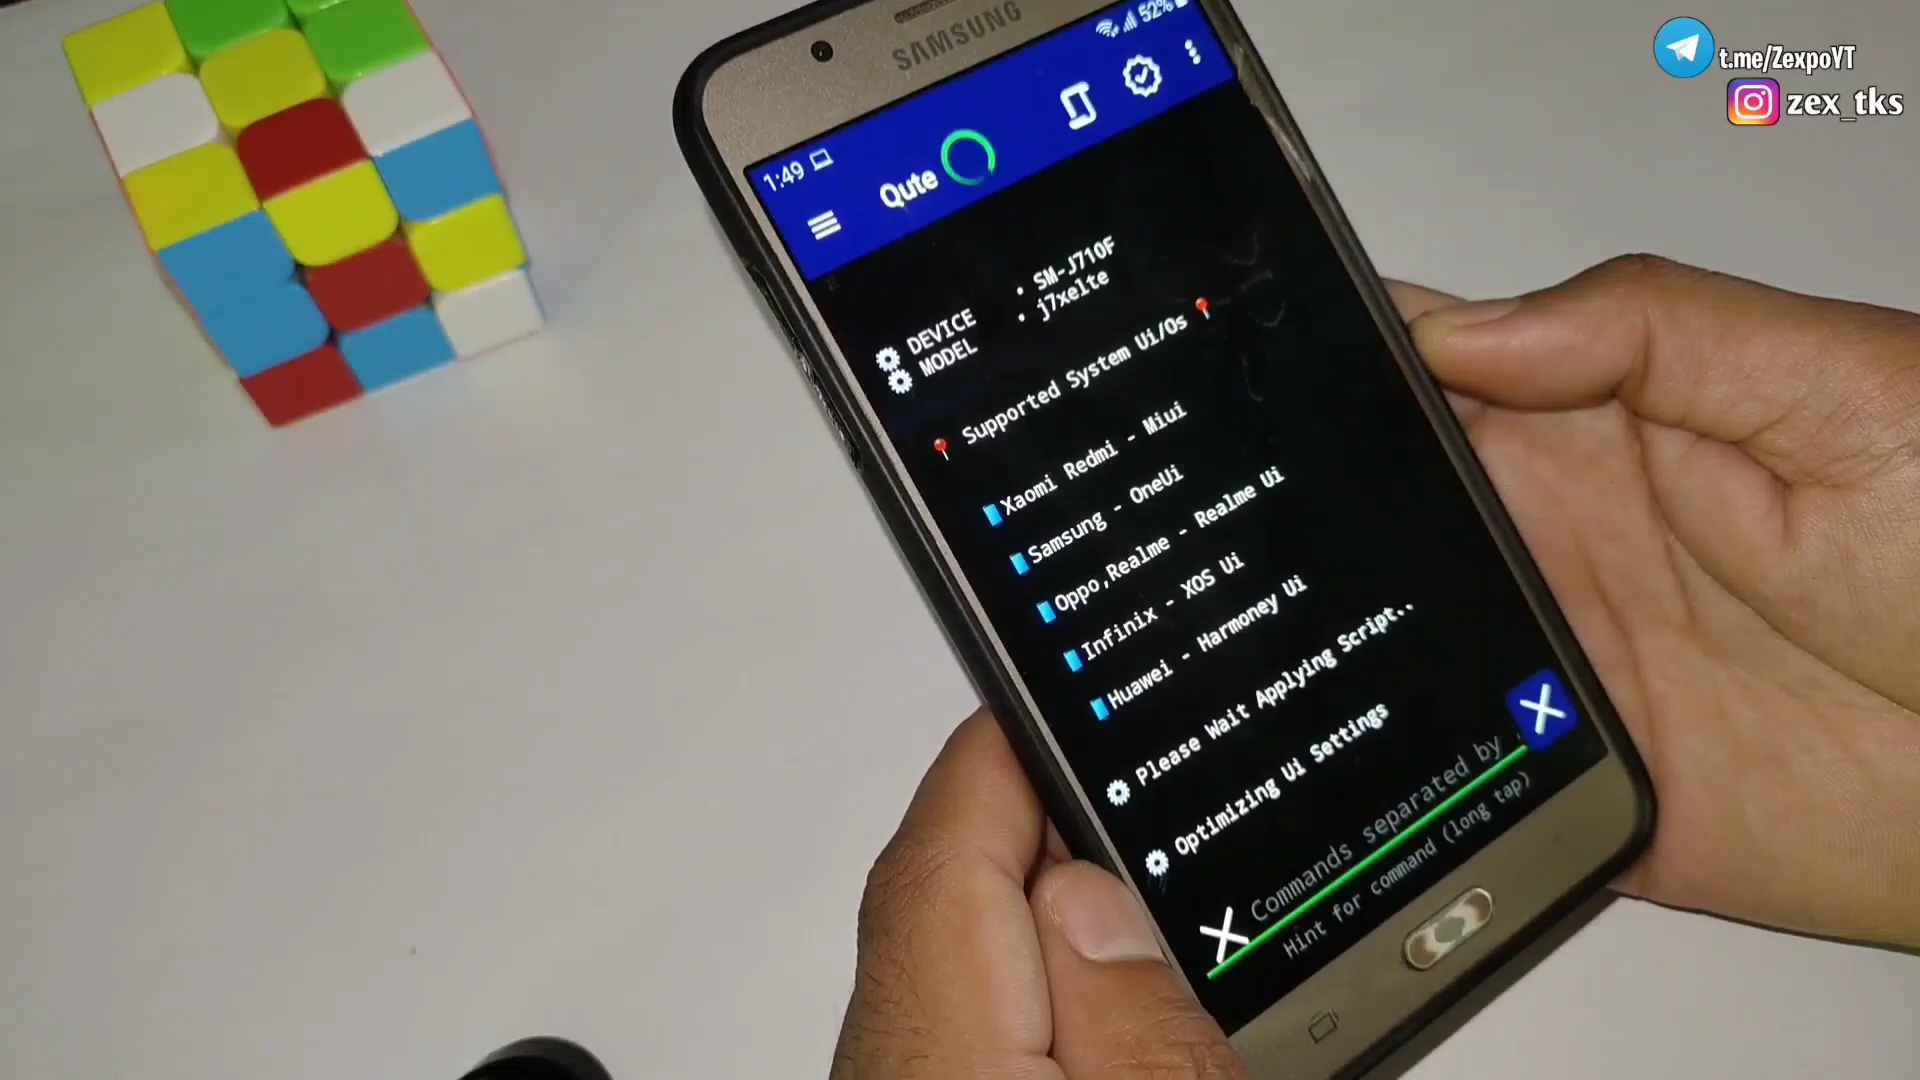 SAMSUNG
52%
1:49
Qute
DEVICE : SM-J710F
MODEL : j7xelte
Supported System Ui/Os
Xaomi Redmi - Miui
Samsung - OneUi
Oppo,Realme - Realme Ui
Infinix - XOS Ui
Huawei - Harmoney Ui
Please Wait Applying Script..
Optimizing Ui Settings
Commands separated by
Hint for command (long tap)
t.me/ZexpoYT
zex_tks